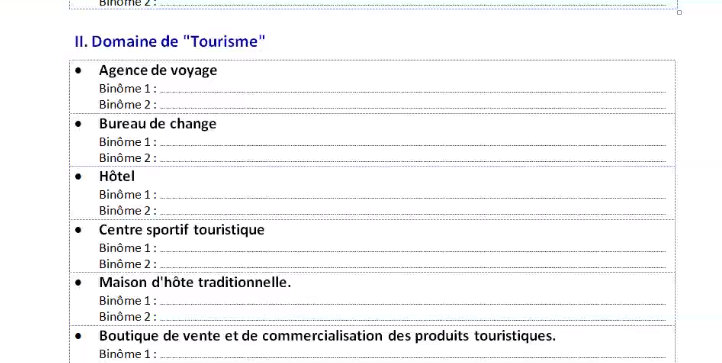 Binôme 2 :
II. Domaine de "Tourisme"
• Agence de voyage
Binôme 1 :
Binôme 2 :
• Bureau de change
Binôme 1 :
Binôme 2 :
• Hôtel
Binôme 1 :
Binôme 2 :
• Centre sportif touristique
Binôme 1 :
Binôme 2 :
• Maison d'hôte traditionnelle.
Binôme 1 :
Binôme 2 :
• Boutique de vente et de commercialisation des produits touristiques.
Binôme 1 :